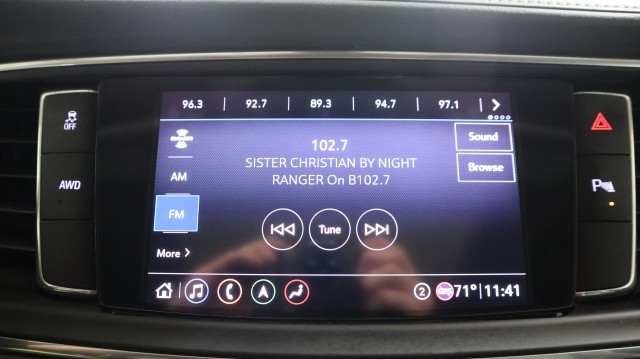 96.3 | 92.7 | 89.3 | 94.7 | 97.1 |
OFF
102.7
Sound
SISTER CHRISTIAN BY NIGHT
RANGER On B102.7
Browse
AM
AWD
P
FM
Tune
More
2 71° 11:41